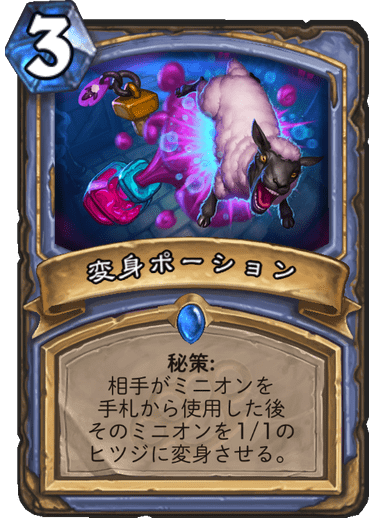 3
変身ポーション
秘策:
相手がミニオンを
手札から使用した後
そのミニオンを1/1の
ヒツジに変身させる。